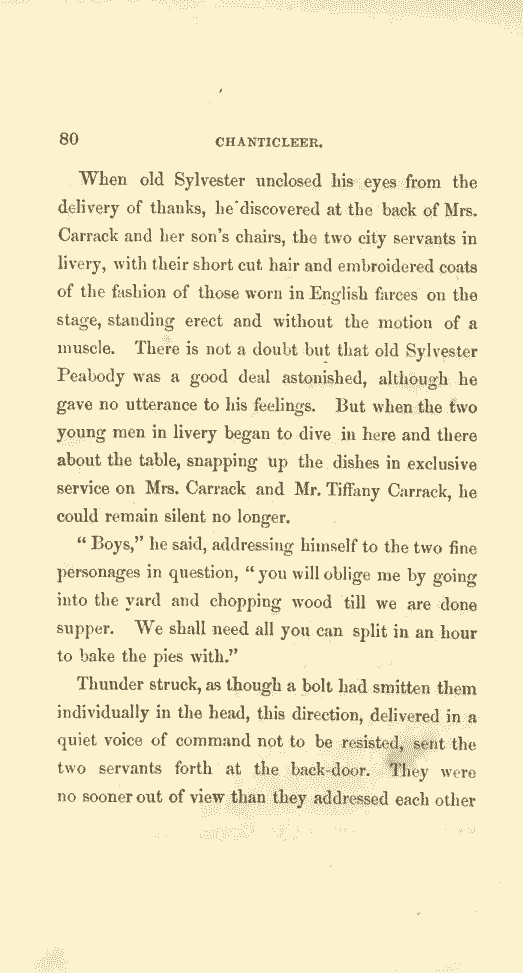 80 CHANTICLEER.
When old Sylvester unclosed his eyes from the
delivery of thanks, he discovered at the back of Mrs.
Carrack and her son's chairs, the two city servants in
livery, with their short cut hair and embroidered coats
of the fashion of those worn in English farces on the
stage, standing erect and without the motion of a
muscle. There is not a doubt but that old Sylvester
Peabody was a good deal astonished, although he
gave no utterance to his feelings. But when the two
young men in livery began to dive in here and there
about the table, snapping up the dishes in exclusive
service on Mrs. Carrack and Mr. Tiffany Carrack, he
could remain silent no longer.
“Boys,” he said, addressing himself to the two fine
personages in question, “you will oblige me by going
into the yard and chopping wood till we are done
supper. We shall need all you can split in an hour
to bake the pies with.”
Thunder struck, as though a bolt had smitten them
individually in the head, this direction, delivered in a
quiet voice of command not to be resisted, sent the
two servants forth at the back-door. They were
no sooner out of view than they addressed each other